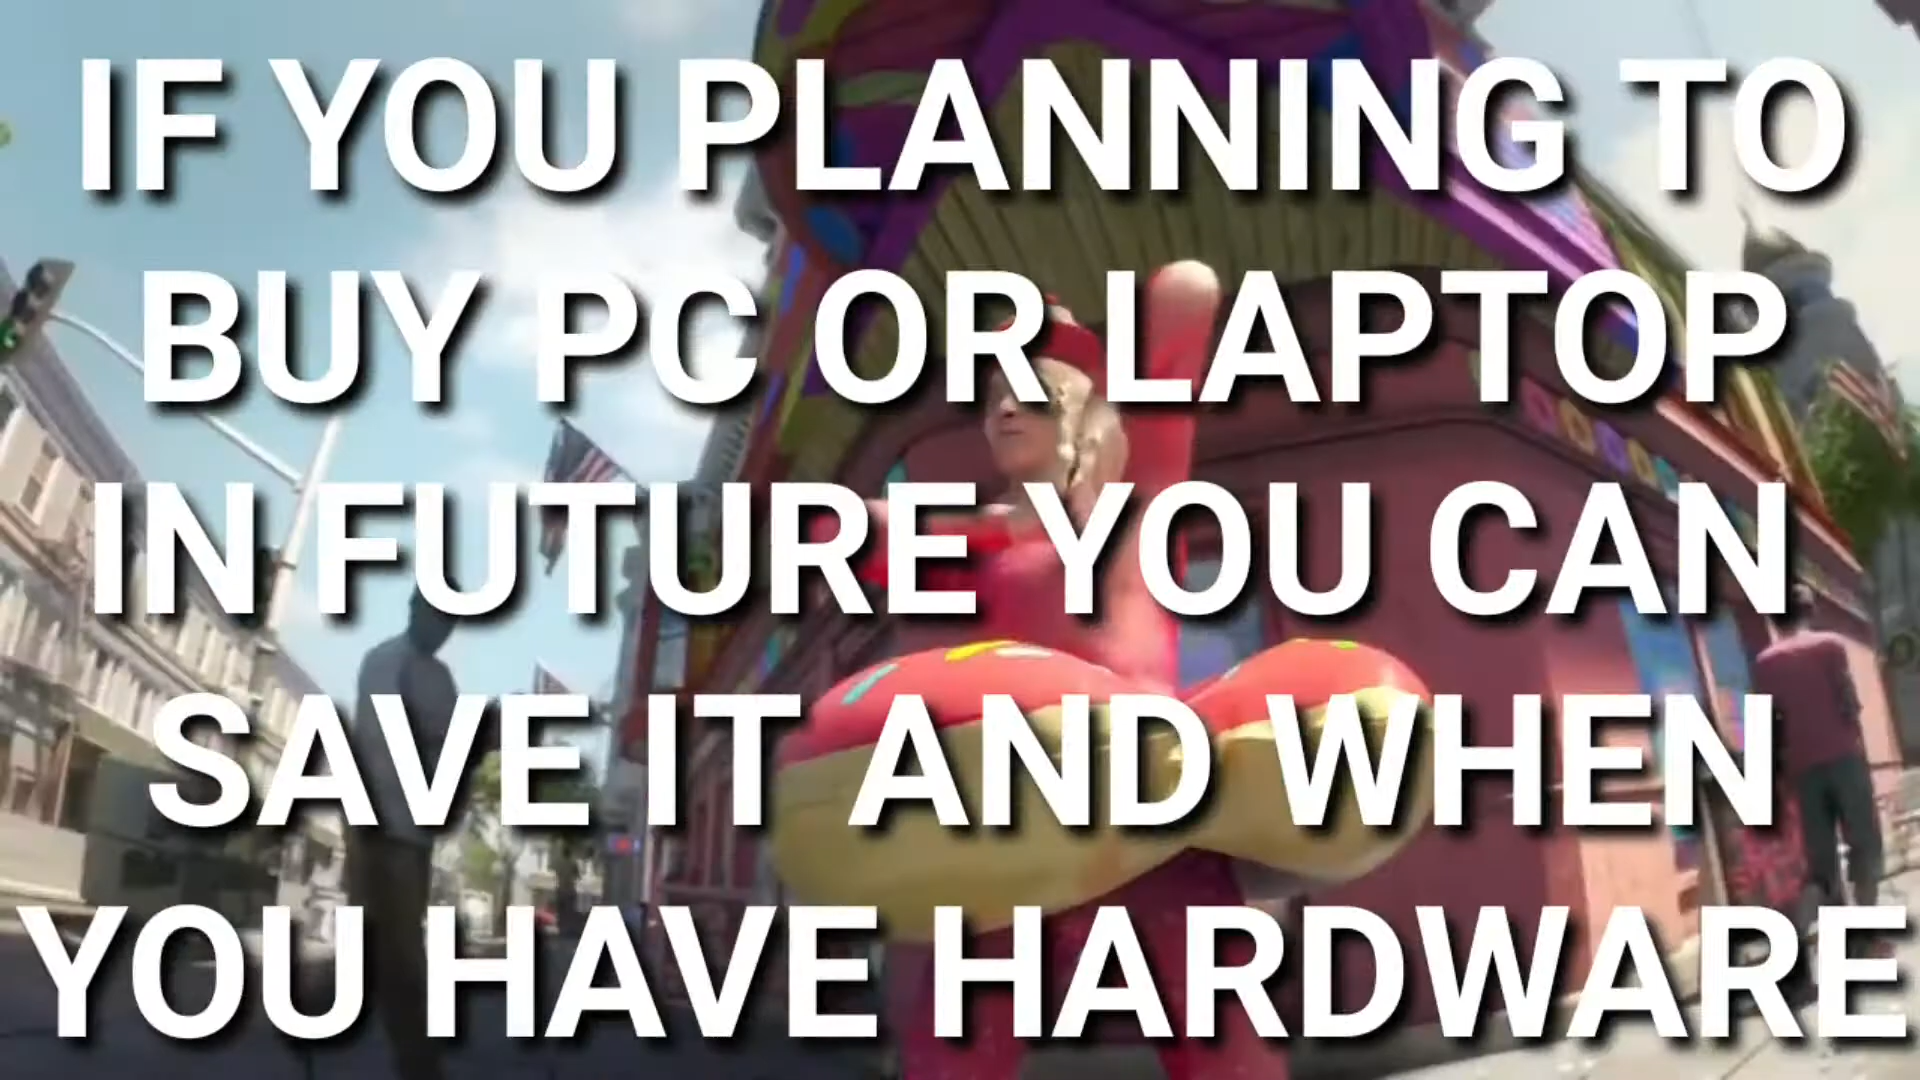 IF YOU PLANNING TO
BUY PC OR LAPTOP
IN FUTURE YOU CAN
SAVE IT AND WHEN
YOU HAVE HARDWARE